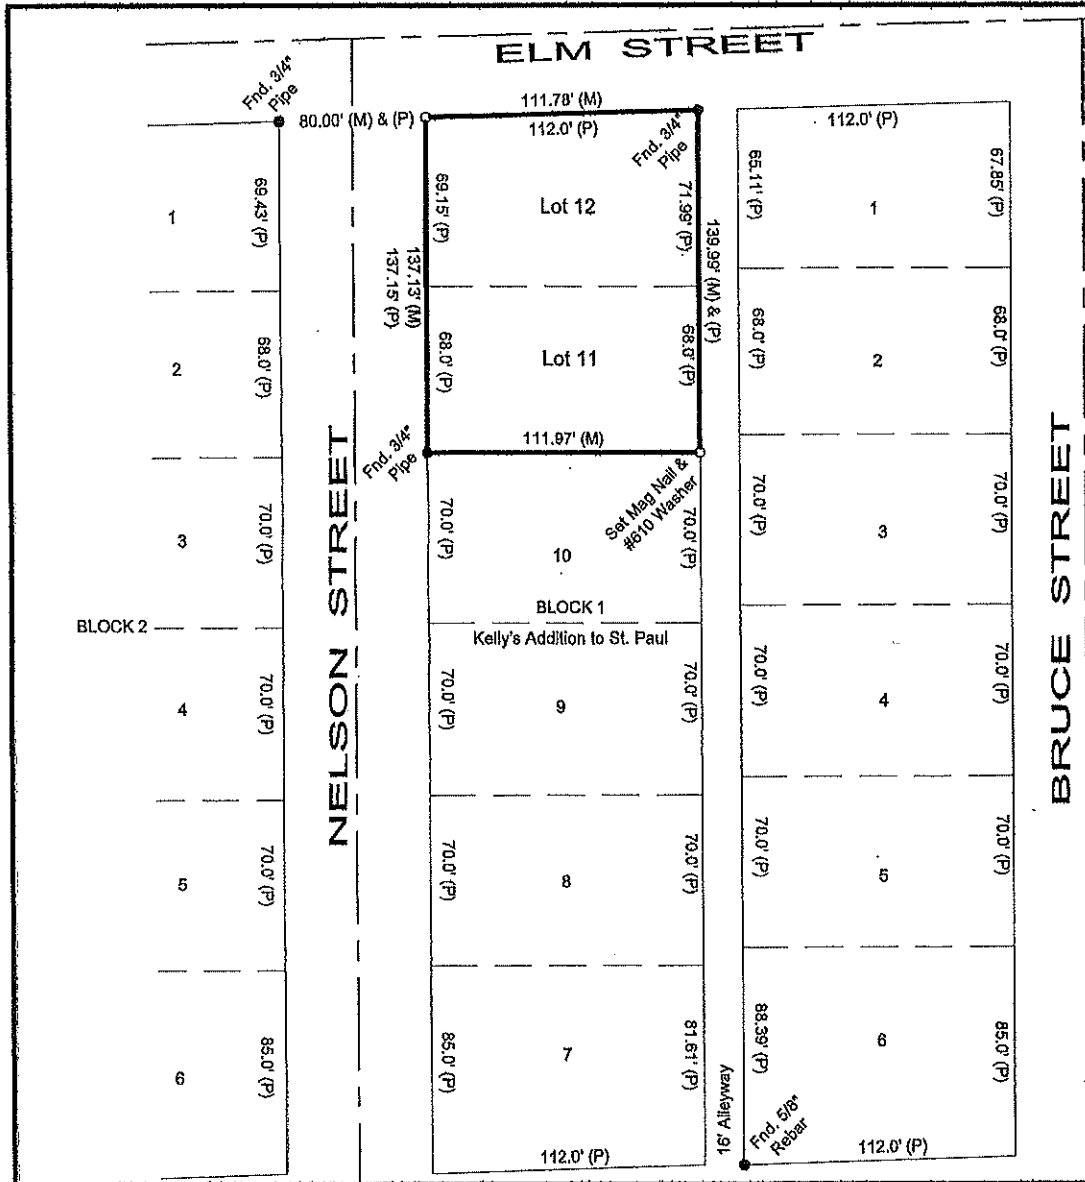 ELM STREET
Fnd. 3/4"
Pipe
80.00' (M) & (P)
111.78' (M)
112.0' (P)
Fnd. 3/4"
Pipe
112.0' (P)
69.43' (P)
1
69.15' (P)
Lot 12
71.99' (P)
65.11' (P)
1
67.85' (P)
137.13' (M)
137.15' (P)
139.99' (M) & (P)
2
68.0' (P)
68.0' (P)
Lot 11
68.0' (P)
68.0' (P)
2
68.0' (P)
111.97' (M)
Fnd. 3/4"
Pipe
Set Mag Nail &
#610 Washer
NELSON STREET
BRUCE STREET
3
70.0' (P)
70.0' (P)
10
70.0' (P)
70.0' (P)
3
70.0' (P)
BLOCK 1
BLOCK 2
Kelly's Addition to St. Paul
4
70.0' (P)
70.0' (P)
9
70.0' (P)
70.0' (P)
4
70.0' (P)
5
70.0' (P)
70.0' (P)
8
70.0' (P)
70.0' (P)
5
70.0' (P)
6
85.0' (P)
85.0' (P)
7
81.61' (P)
88.39' (P)
6
85.0' (P)
16' Alleyway
Fnd. 5/8"
Rebar
112.0' (P)
112.0' (P)